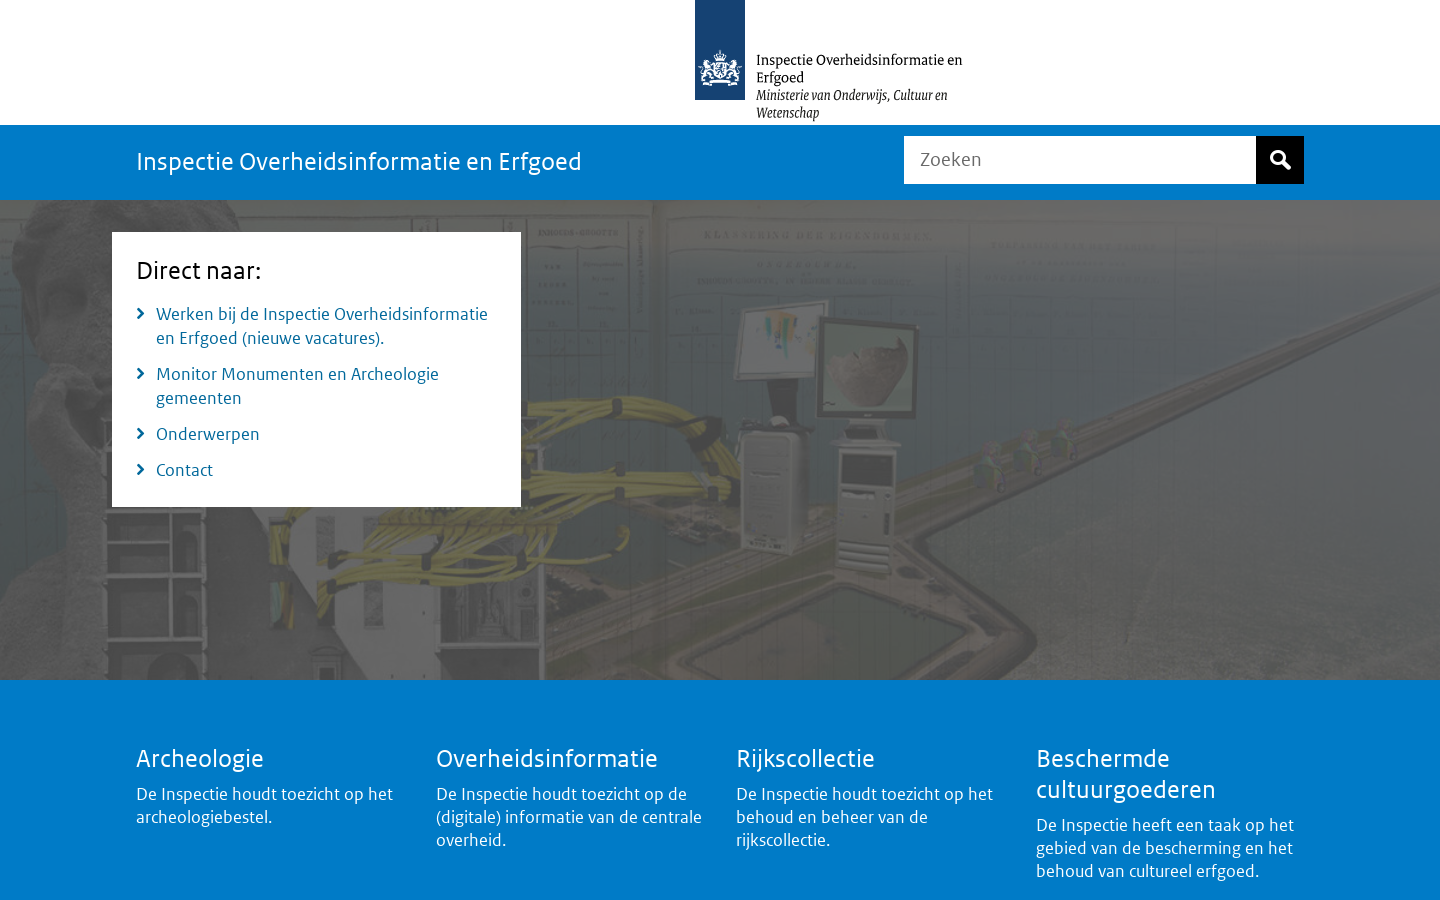 Inspectie Overheidsinformatie en
Erfgoed
Ministerie van Onderwijs, Cultuur en
Wetenschap
Inspectie Overheidsinformatie en Erfgoed
Zoeken
Direct naar:
Werken bij de Inspectie Overheidsinformatie
en Erfgoed (nieuwe vacatures).
Monitor Monumenten en Archeologie
gemeenten
Onderwerpen
Contact
KLASSERING DER EIGENDOMMEN.
Archeologie
De Inspectie houdt toezicht op het
archeologiebestel.
Overheidsinformatie
De Inspectie houdt toezicht op de
(digitale) informatie van de centrale
overheid.
Rijkscollectie
De Inspectie houdt toezicht op het
behoud en beheer van de
rijkscollectie.
Beschermde
cultuurgoederen
De Inspectie heeft een taak op het
gebied van de bescherming en het
behoud van cultureel erfgoed.